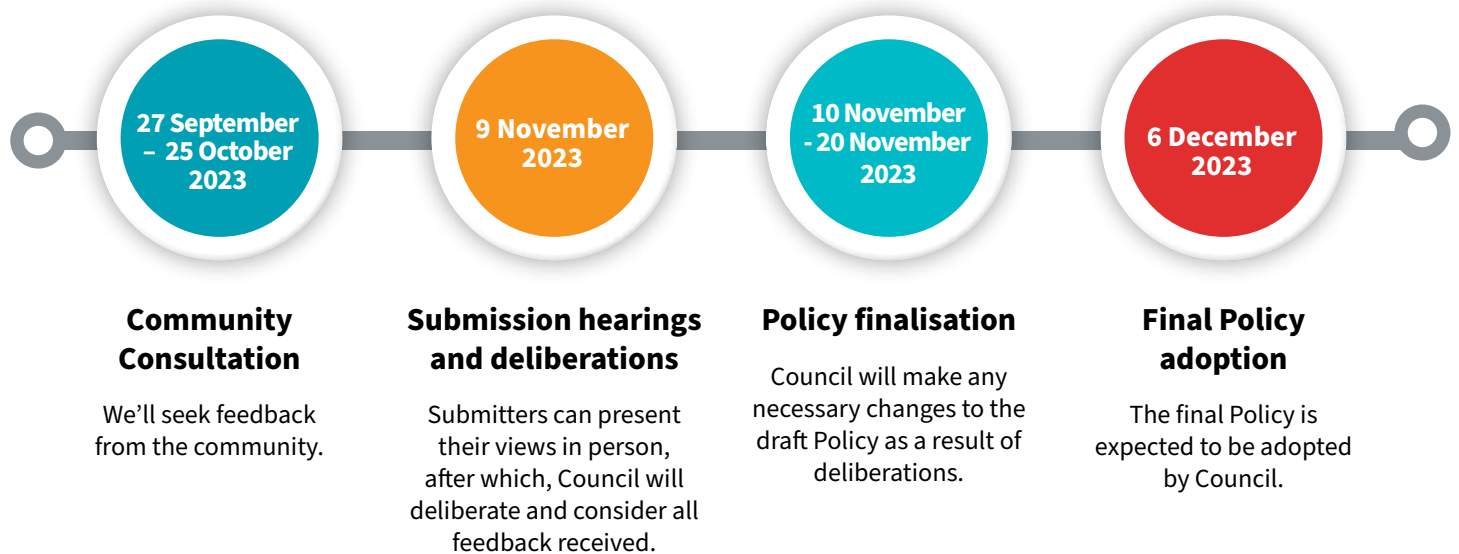 27 September
– 25 October
2023
9 November
2023
10 November
- 20 November
2023
6 December
2023
Community
Consultation
We’ll seek feedback
from the community.
Submission hearings
and deliberations
Submitters can present
their views in person,
after which, Council will
deliberate and consider all
feedback received.
Policy finalisation
Council will make any
necessary changes to the
draft Policy as a result of
deliberations.
Final Policy
adoption
The final Policy is
expected to be adopted
by Council.